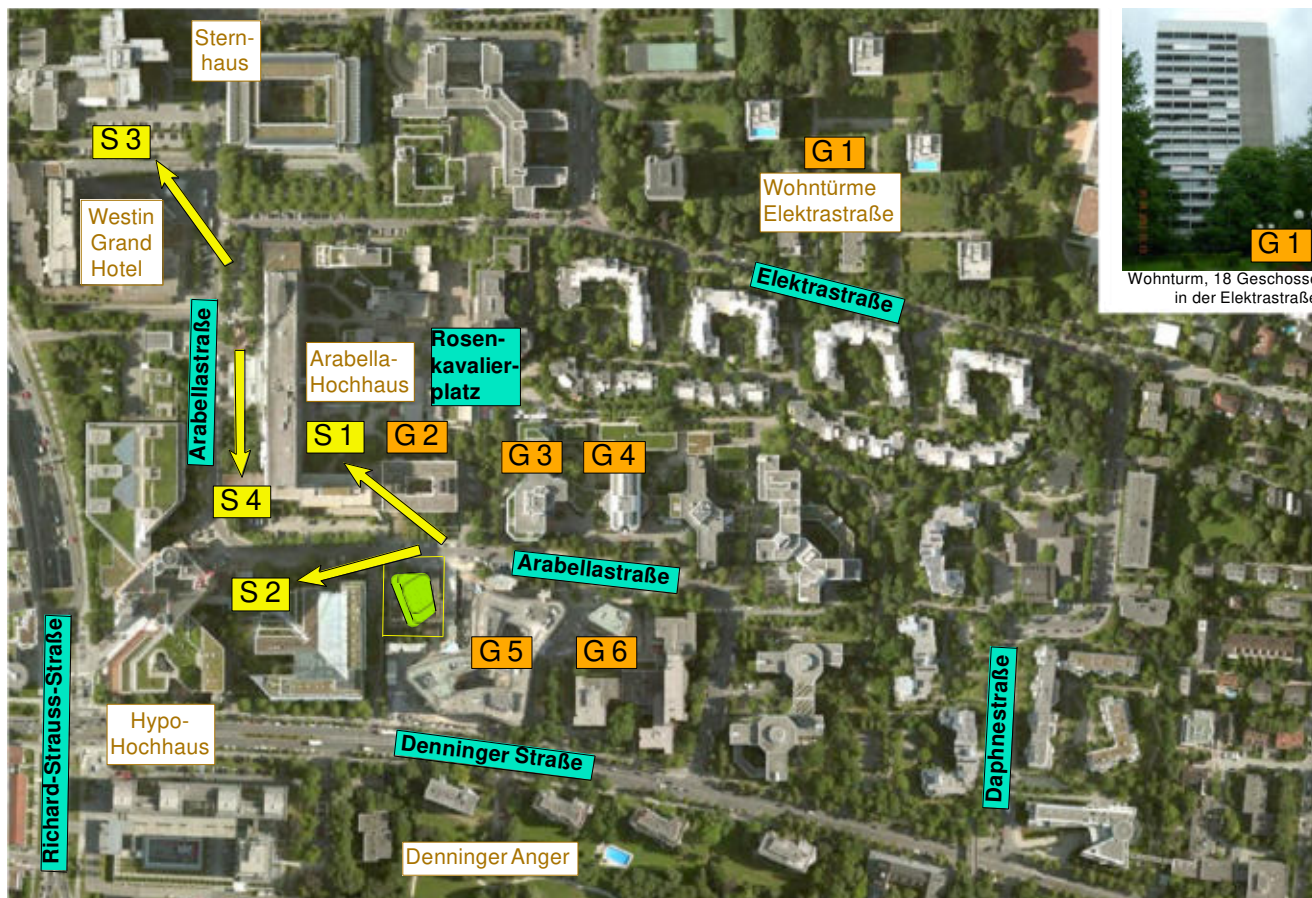 Stern-
haus
S 3
G 1
Wohntürme
Elektrastraße
G 1
Wohnturm, 18 Geschosse
in der Elektrastraße
Westin
Grand
Hotel
Elektrastraße
Arabellastraße
Arabella-
Hochhaus
Rosen-
kavalier-
platz
S 1
G 2
G 3
G 4
S 4
Arabellastraße
S 2
G 5
G 6
Richard-Strauss-Straße
Hypo-
Hochhaus
Denninger Straße
Daphnestraße
Denninger Anger